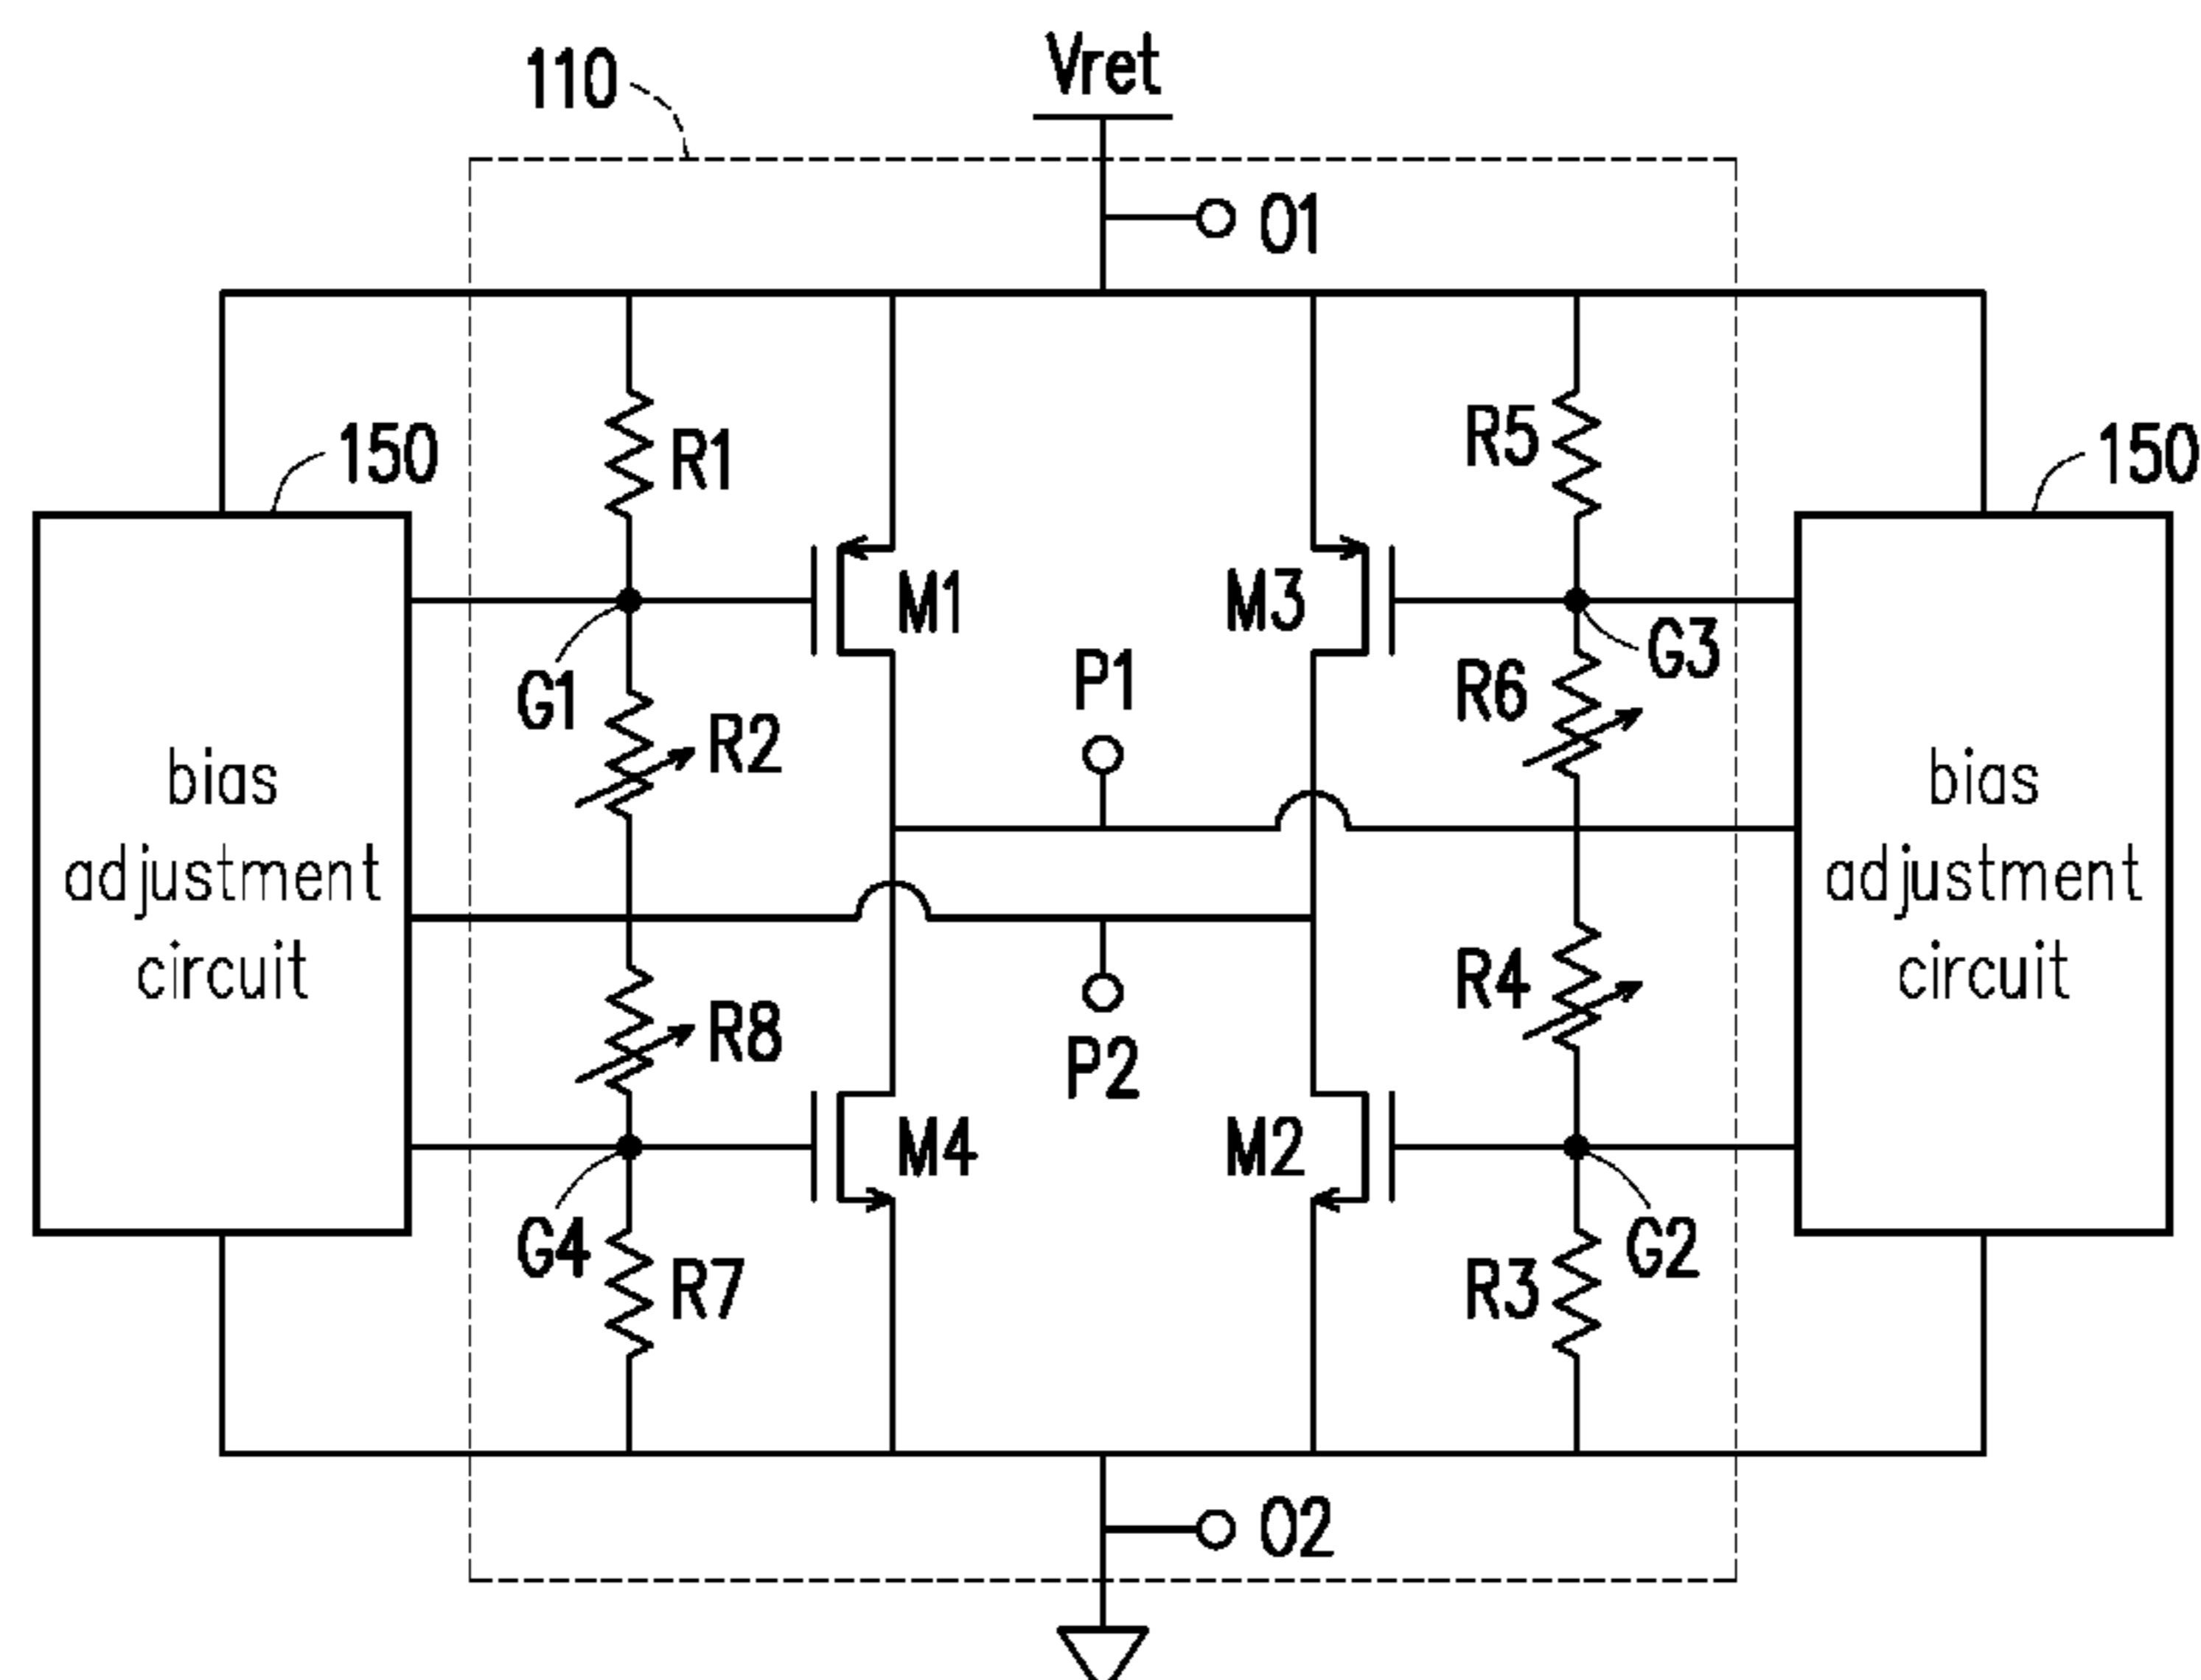 Vret
110
O1
150
R1
R5
150
M1
M3
G1
P1
G3
R2
R6
bias
adjustment
circuit
bias
adjustment
circuit
R8
P2
R4
M4
M2
G4
G2
R7
R3
O2